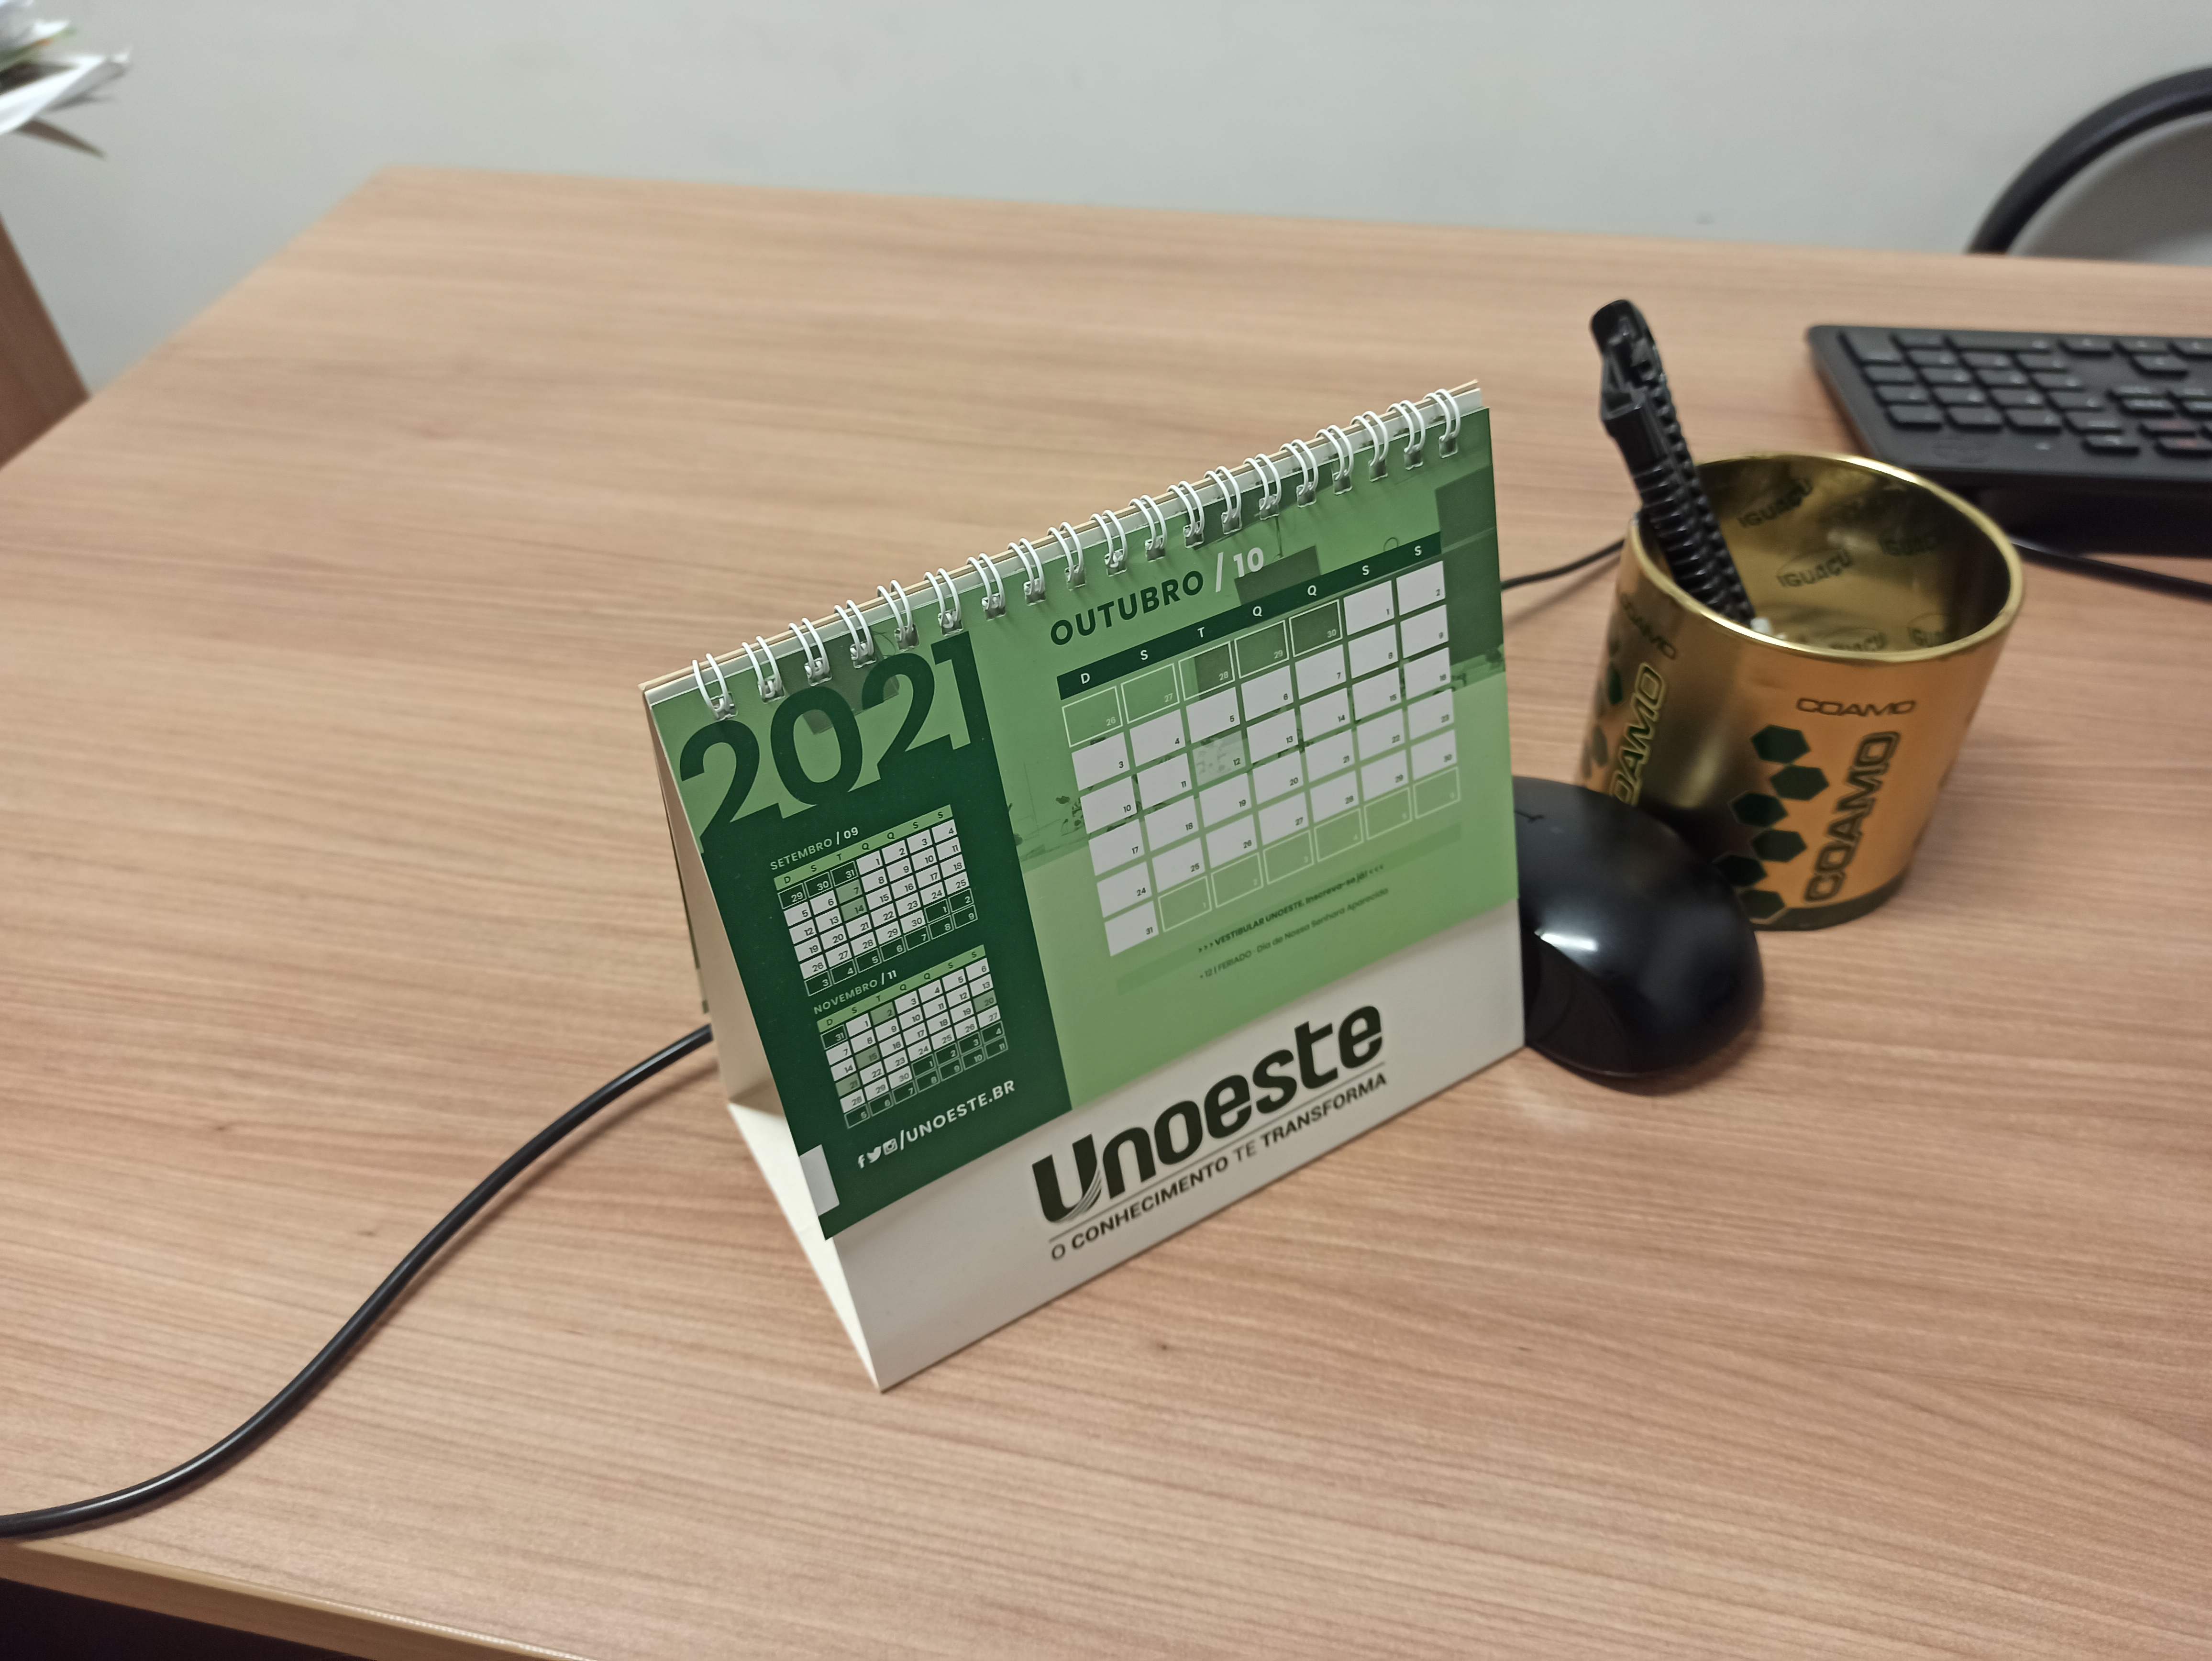 2021
SETEMBRO / 09
D S T Q Q S S
29 30 31 1 2 3 4
5 6 7 8 9 10 11
12 13 14 15 16 17 18
19 20 21 22 23 24 25
26 27 28 29 30 1 2
3 4 5 6 7 8 9
NOVEMBRO / 11
D S T Q Q S S
31 1 2 3 4 5 6
7 8 9 10 11 12 13
14 15 16 17 18 19 20
21 22 23 24 25 26 27
28 29 30 1 2 3 4
5 6 7 8 9 10 11
/UNOESTE.BR
OUTUBRO / 10
D S T Q Q S S
26 27 28 29 30 1 2
3 4 5 6 7 8 9
10 11 12 13 14 15 16
17 18 19 20 21 22 23
24 25 26 27 28 29 30
31 1 2 3 4 5 6
>>> VESTIBULAR UNOESTE, inscreva-se já! <<<
• 12 | FERIADO - Dia de Nossa Senhora Aparecida
Unoeste
O CONHECIMENTO TE TRANSFORMA
IGUAÇU
IGUAÇU
IGUAÇU
IGUAÇU
COAMO
COAMO
COAMO
COAMO